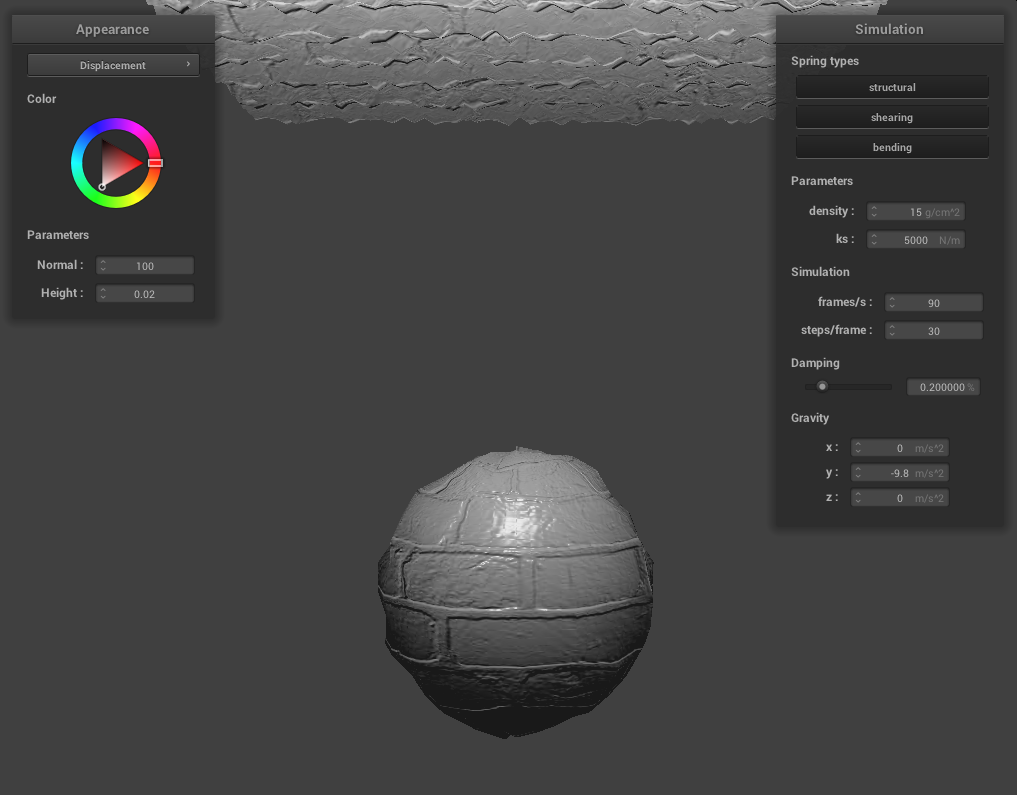 Appearance
Displacement
Color
Parameters
Normal : 100
Height : 0.02
Simulation
Spring types
structural
shearing
bending
Parameters
density : 15 g/cm^2
ks : 5000 N/m
Simulation
frames/s : 90
steps/frame : 30
Damping
0.200000 %
Gravity
x : 0 m/s^2
y : -9.8 m/s^2
z : 0 m/s^2